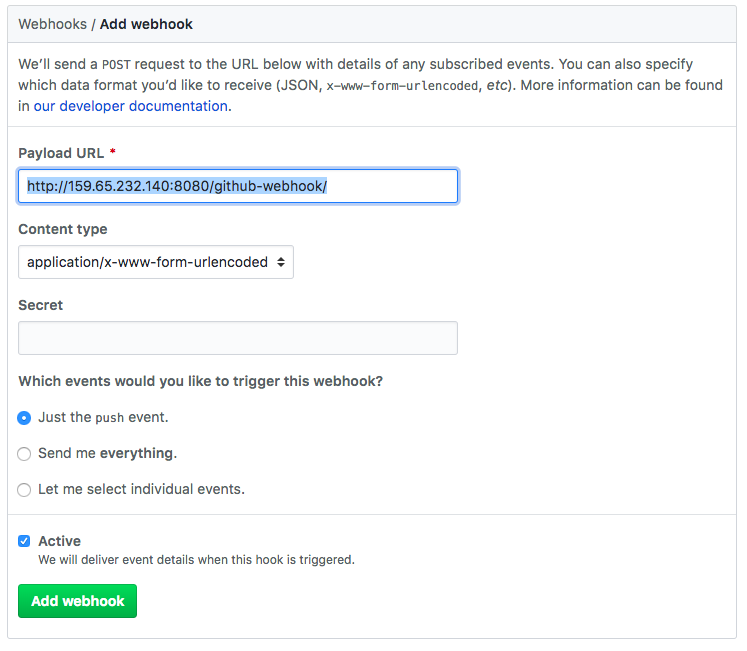 Webhooks / Add webhook
We’ll send a POST request to the URL below with details of any subscribed events. You can also specify
which data format you’d like to receive (JSON, x-www-form-urlencoded, etc). More information can be found
in our developer documentation.
Payload URL *
http://159.65.232.140:8080/github-webhook/
Content type
application/x-www-form-urlencoded
Secret
Which events would you like to trigger this webhook?
Just the push event.
Send me everything.
Let me select individual events.
Active
We will deliver event details when this hook is triggered.
Add webhook